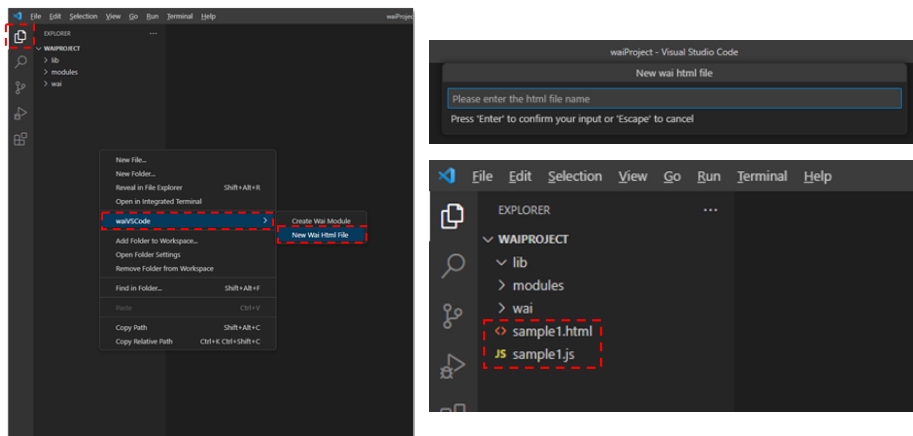 File Edit Selection View Go Run Terminal Help
waiProject
EXPLORER
WAIPROJECT
lib
modules
wai
New File...
New Folder...
Reveal in File Explorer Shift+Alt+R
Open in Integrated Terminal
waiVSCode
Create Wai Module
New Wai Html File
Add Folder to Workspace...
Open Folder Settings
Remove Folder from Workspace
Find in Folder... Shift+Alt+F
Paste Ctrl+V
Copy Path Shift+Alt+C
Copy Relative Path Ctrl+K Ctrl+Shift+C
waiProject - Visual Studio Code
New wai html file
Please enter the html file name
Press 'Enter' to confirm your input or 'Escape' to cancel
File Edit Selection View Go Run Terminal Help
EXPLORER
WAIPROJECT
lib
modules
wai
sample1.html
JS sample1.js